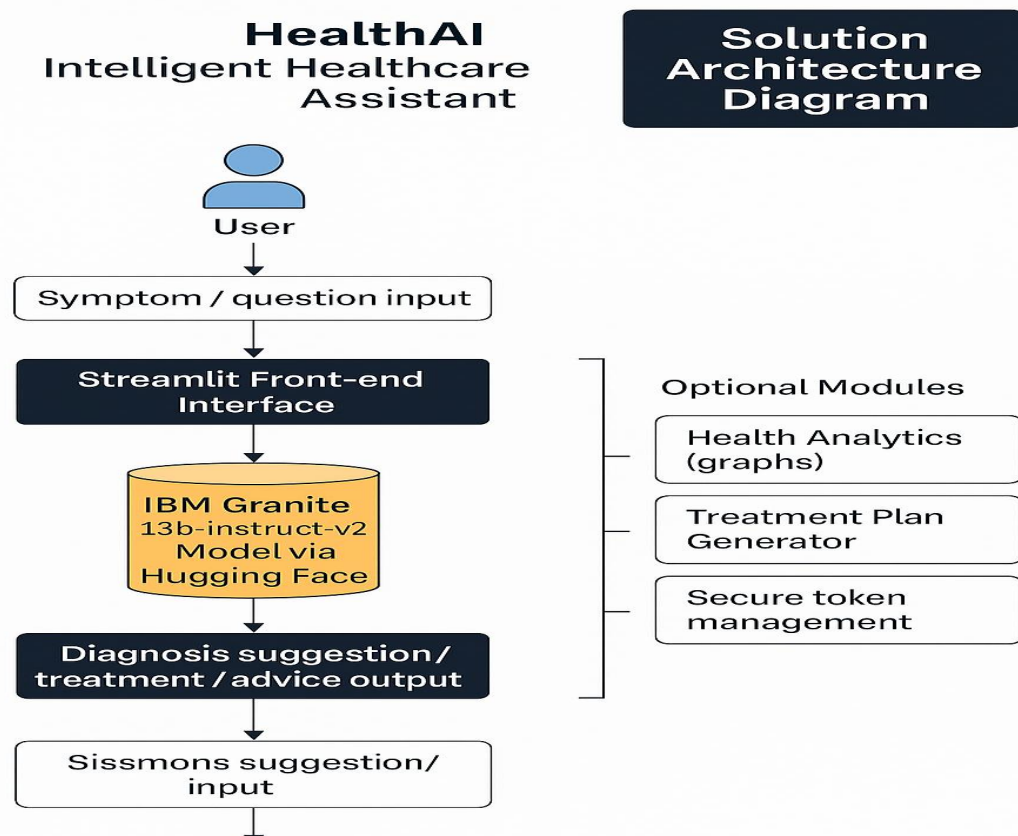 HealthAI
Intelligent Healthcare
Assistant
Solution
Architecture
Diagram
User
Symptom / question input
Streamlit Front-end
Interface
IBM Granite
13b-instruct-v2
Model via
Hugging Face
Diagnosis suggestion/
treatment / advice output
Sissmons suggestion/
input
Optional Modules
Health Analytics
(graphs)
Treatment Plan
Generator
Secure token
management